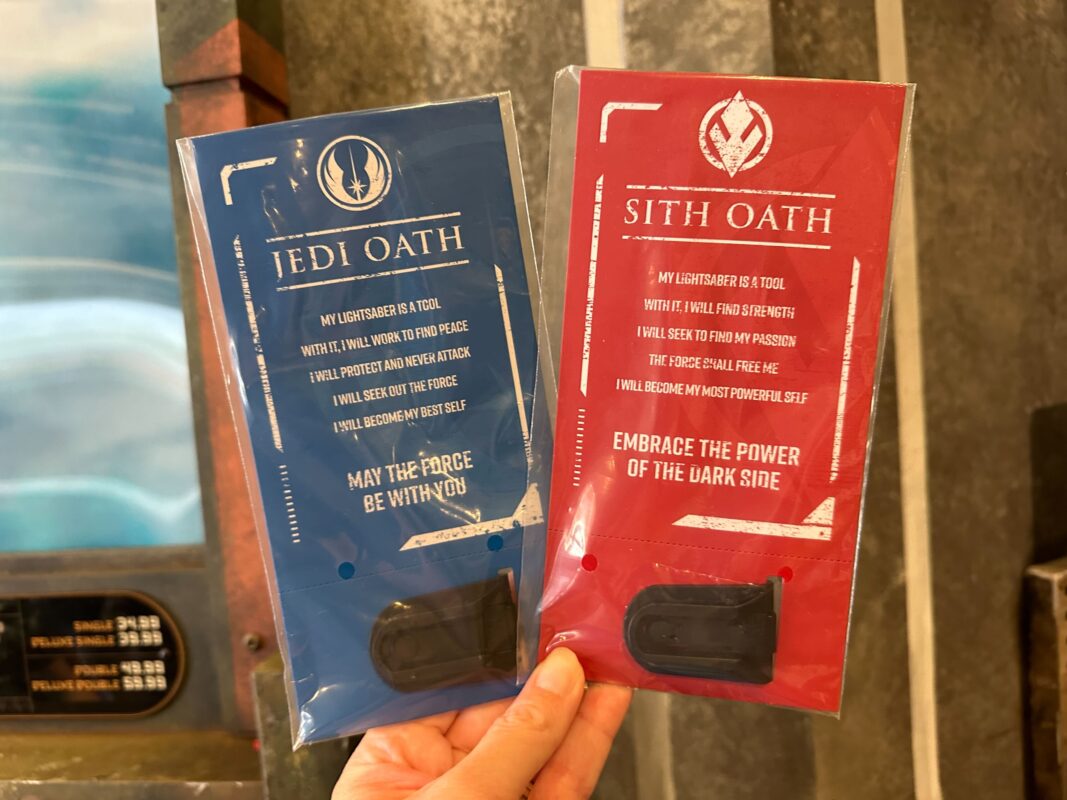 JEDI OATH
MY LIGHTSABER IS A TOOL
WITH IT, I WILL WORK TO FIND PEACE
I WILL PROTECT AND NEVER ATTACK
I WILL SEEK OUT THE FORCE
I WILL BECOME MY BEST SELF
MAY THE FORCE
BE WITH YOU
SITH OATH
MY LIGHTSABER IS A TOOL
WITH IT, I WILL FIND STRENGTH
I WILL SEEK TO FIND MY PASSION
THE FORCE SHALL FREE ME
I WILL BECOME MY MOST POWERFUL SELF
EMBRACE THE POWER
OF THE DARK SIDE
SINGLE 34.99
DELUXE SINGLE 39.99
DOUBLE 49.99
DELUXE DOUBLE 59.99